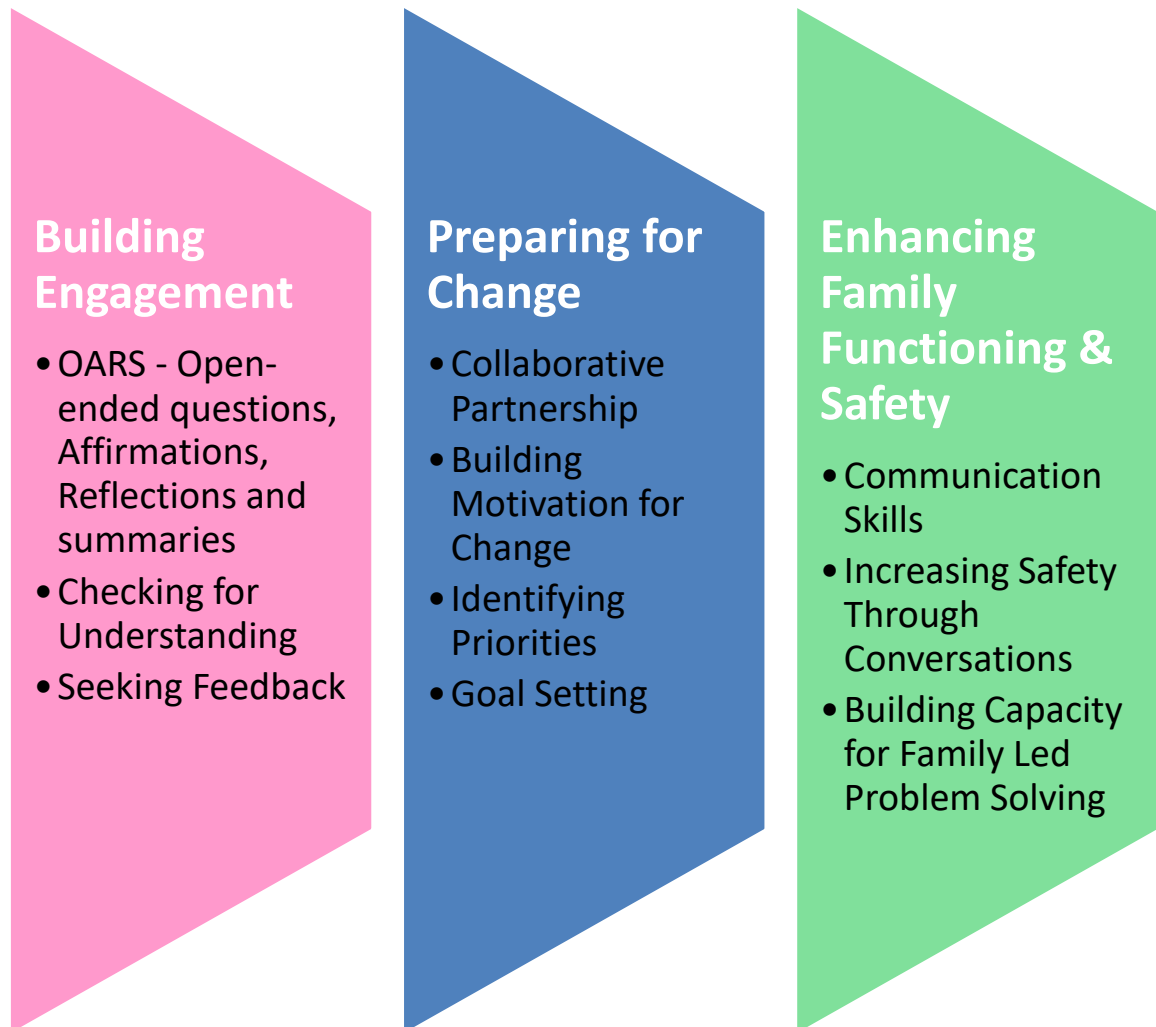 Building
Engagement
• OARS - Open-
ended questions,
Affirmations,
Reflections and
summaries
• Checking for
Understanding
• Seeking Feedback
Preparing for
Change
• Collaborative
Partnership
• Building
Motivation for
Change
• Identifying
Priorities
• Goal Setting
Enhancing
Family
Functioning &
Safety
• Communication
Skills
• Increasing Safety
Through
Conversations
• Building Capacity
for Family Led
Problem Solving